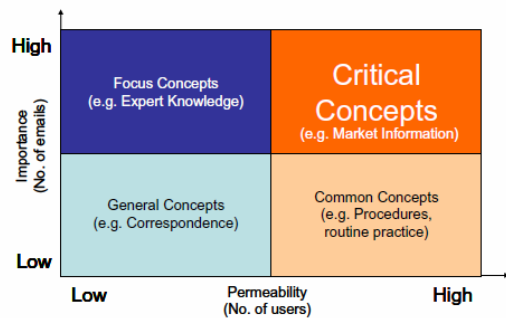 High
Importance
(No. of emails)
Low
Focus Concepts
(e.g. Expert Knowledge)
Critical
Concepts
(e.g. Market Information)
General Concepts
(e.g. Correspondence)
Common Concepts
(e.g. Procedures,
routine practice)
Low
Permeability
(No. of users)
High